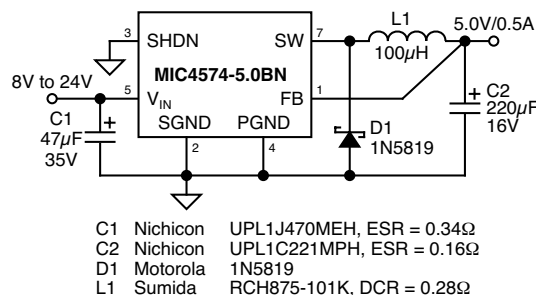 L1
5.0V/0.5A
3 SHDN SW 7
100µH
MIC4574-5.0BN
8V to 24V
5 VIN FB 1
C1
47µF
35V
C2
220µF
16V
SGND PGND
2 4
D1
1N5819
C1 Nichicon UPL1J470MEH, ESR = 0.34Ω
C2 Nichicon UPL1C221MPH, ESR = 0.16Ω
D1 Motorola 1N5819
L1 Sumida RCH875-101K, DCR = 0.28Ω